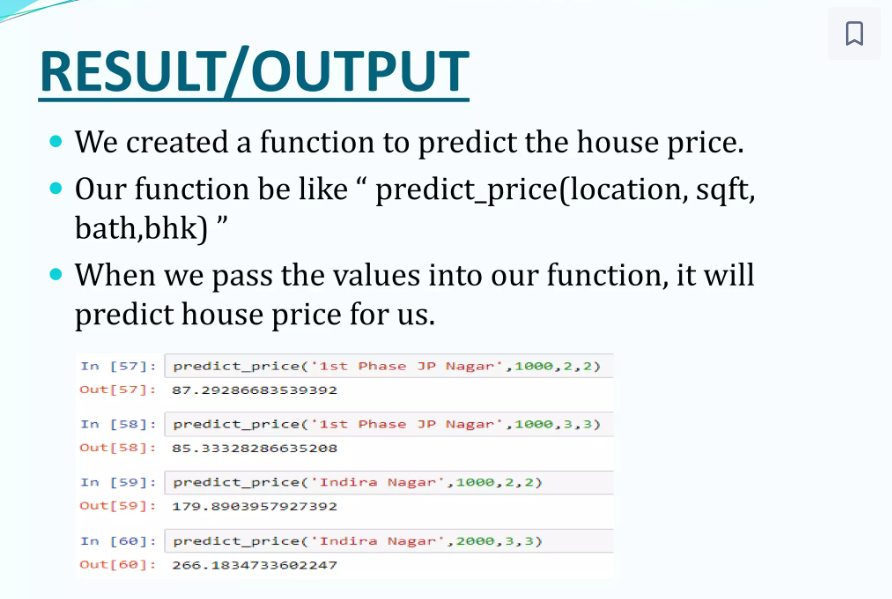 RESULT/OUTPUT
• We created a function to predict the house price.
• Our function be like “ predict_price(location, sqft,
bath,bhk) ”
• When we pass the values into our function, it will
predict house price for us.
In [57]: predict_price('1st Phase JP Nagar',1000,2,2)
Out[57]: 87.29286683539392
In [58]: predict_price('1st Phase JP Nagar',1000,3,3)
Out[58]: 85.33328286635208
In [59]: predict_price('Indira Nagar',1000,2,2)
Out[59]: 179.8903957927392
In [60]: predict_price('Indira Nagar',2000,3,3)
Out[60]: 266.1834733602247